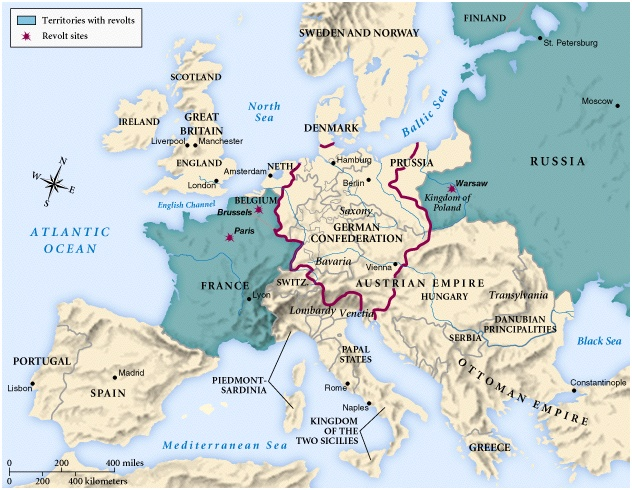 Territories with revolts
Revolt sites
FINLAND
SWEDEN AND NORWAY
St. Petersburg
SCOTLAND
Moscow
North
Sea
Baltic Sea
GREAT
BRITAIN
IRELAND
DENMARK
Liverpool
Manchester
RUSSIA
ENGLAND
Amsterdam
NETH.
Hamburg
PRUSSIA
N
W
E
S
London
Berlin
Warsaw
Kingdom of
Poland
English Channel
BELGIUM
Brussels
Saxony
Paris
GERMAN
CONFEDERATION
ATLANTIC
OCEAN
Bavaria
Vienna
FRANCE
SWITZ.
AUSTRIAN EMPIRE
Lyon
HUNGARY
Transylvania
Lombardy
Venetia
DANUBIAN
PRINCIPALITIES
SERBIA
Black Sea
PORTUGAL
PAPAL
STATES
Madrid
Lisbon
SPAIN
PIEDMONT-
SARDINIA
Rome
Constantinople
OTTOMAN EMPIRE
Naples
KINGDOM
OF THE
TWO SICILIES
Mediterranean Sea
GREECE
0 200 400 miles
0 200 400 kilometers